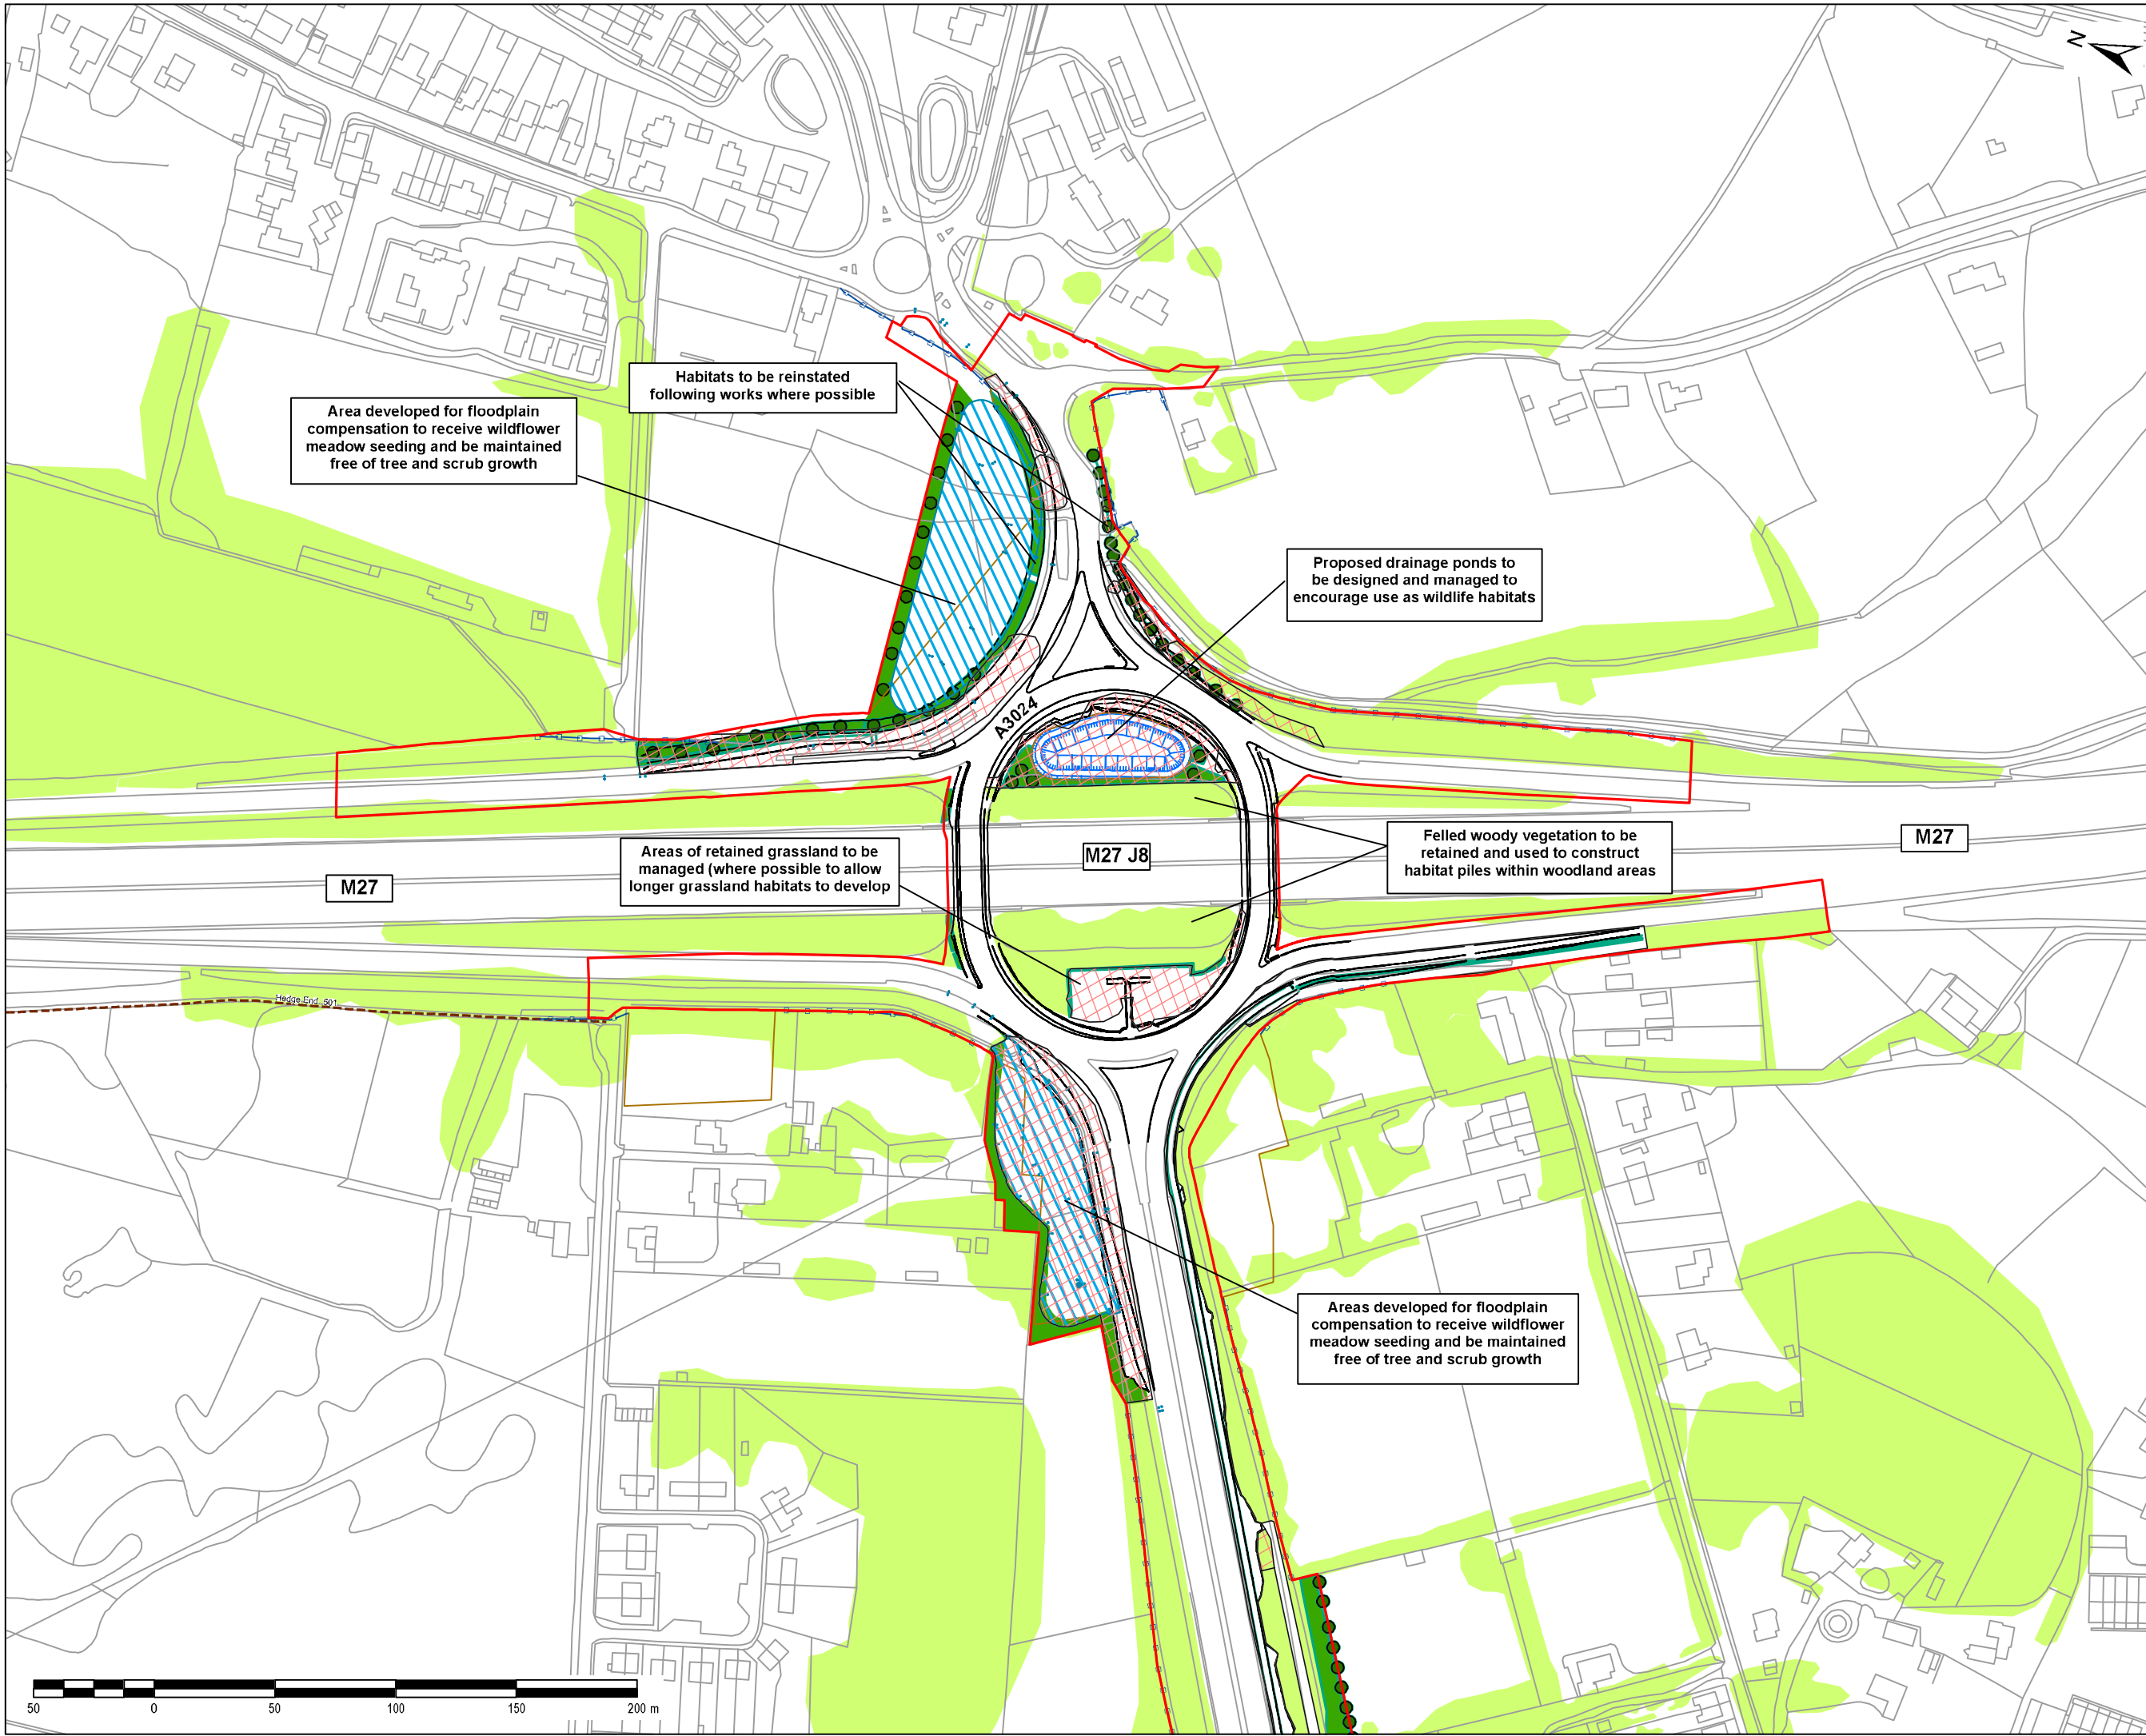 N
Habitats to be reinstated
following works where possible
Area developed for floodplain
compensation to receive wildflower
meadow seeding and be maintained
free of tree and scrub growth
Proposed drainage ponds to
be designed and managed to
encourage use as wildlife habitats
A3024
Areas of retained grassland to be
managed (where possible to allow
longer grassland habitats to develop
M27 J8
Felled woody vegetation to be
retained and used to construct
habitat piles within woodland areas
M27
M27
Hedge End 501
Areas developed for floodplain
compensation to receive wildflower
meadow seeding and be maintained
free of tree and scrub growth
50 0 50 100 150 200 m